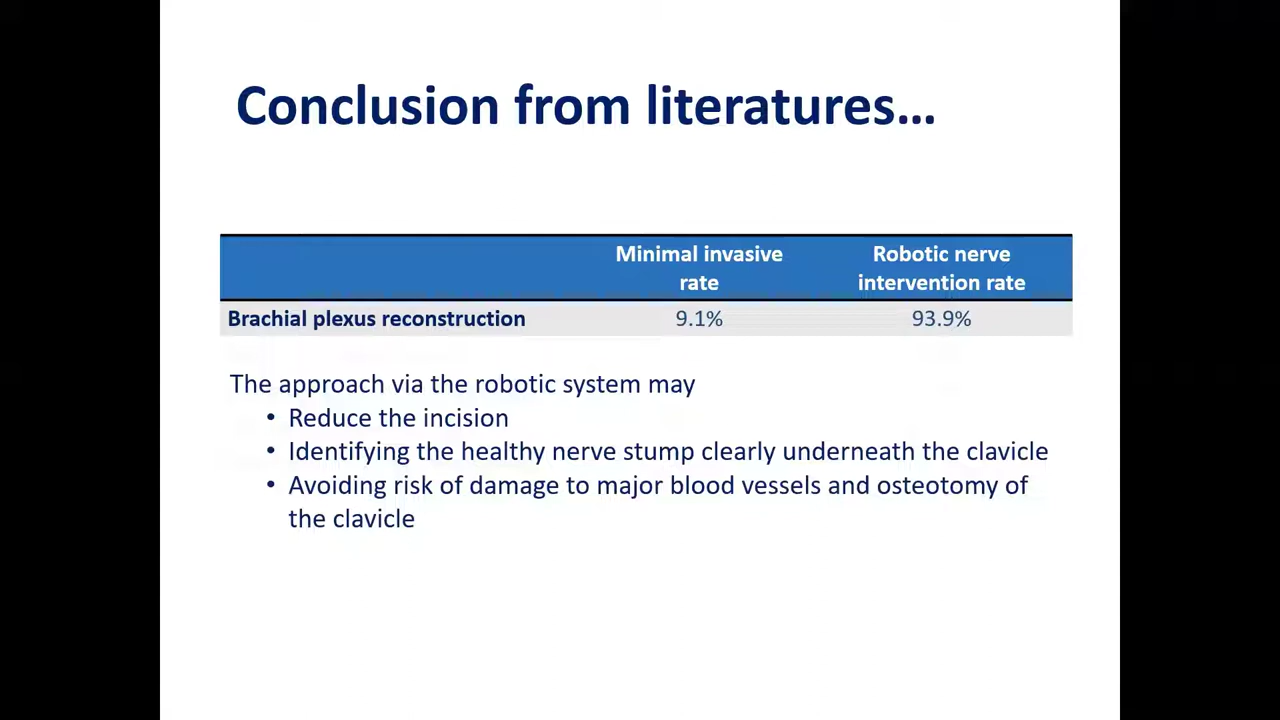 Conclusion from literatures...
Minimal invasive rate
Robotic nerve intervention rate
Brachial plexus reconstruction 9.1% 93.9%
The approach via the robotic system may
• Reduce the incision
• Identifying the healthy nerve stump clearly underneath the clavicle
• Avoiding risk of damage to major blood vessels and osteotomy of
the clavicle